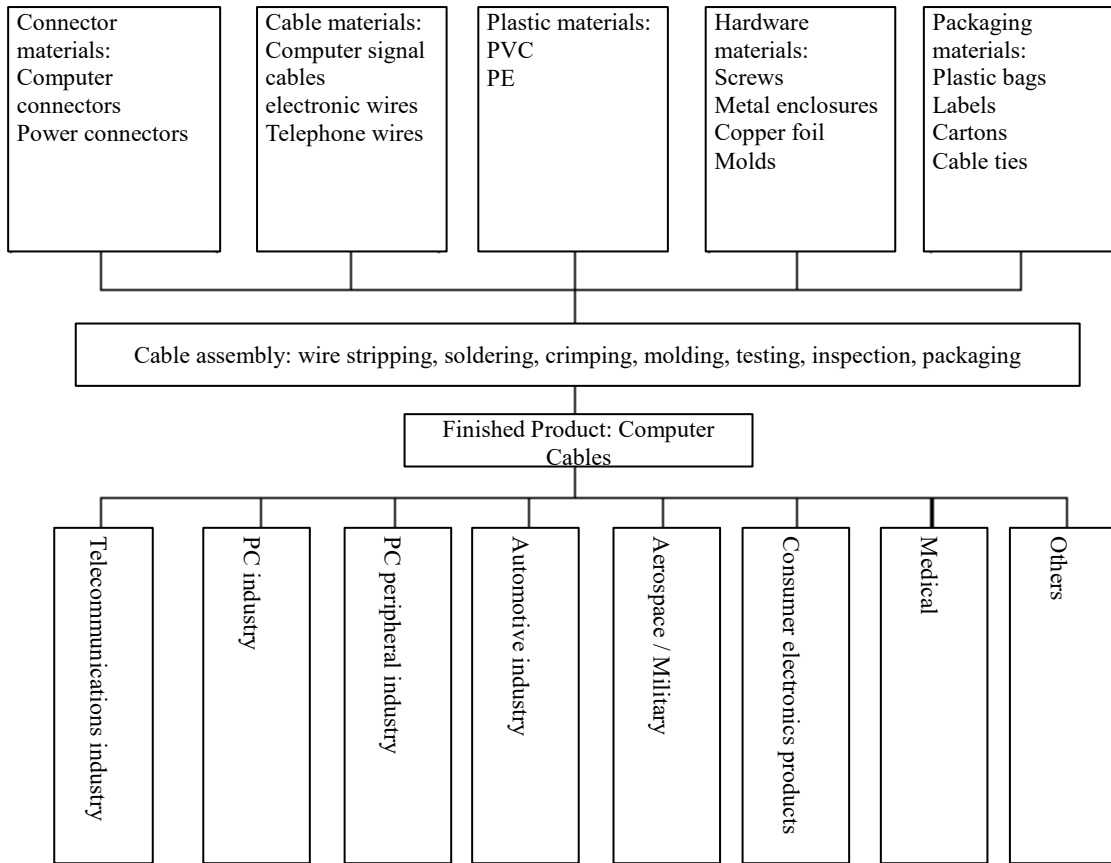 Connector
materials:
Computer
connectors
Power connectors
Cable materials:
Computer signal
cables
electronic wires
Telephone wires
Plastic materials:
PVC
PE
Hardware
materials:
Screws
Metal enclosures
Copper foil
Molds
Packaging
materials:
Plastic bags
Labels
Cartons
Cable ties
Cable assembly: wire stripping, soldering, crimping, molding, testing, inspection, packaging
Finished Product: Computer
Cables
Telecommunications industry
PC industry
PC peripheral industry
Automotive industry
Aerospace / Military
Consumer electronics products
Medical
Others